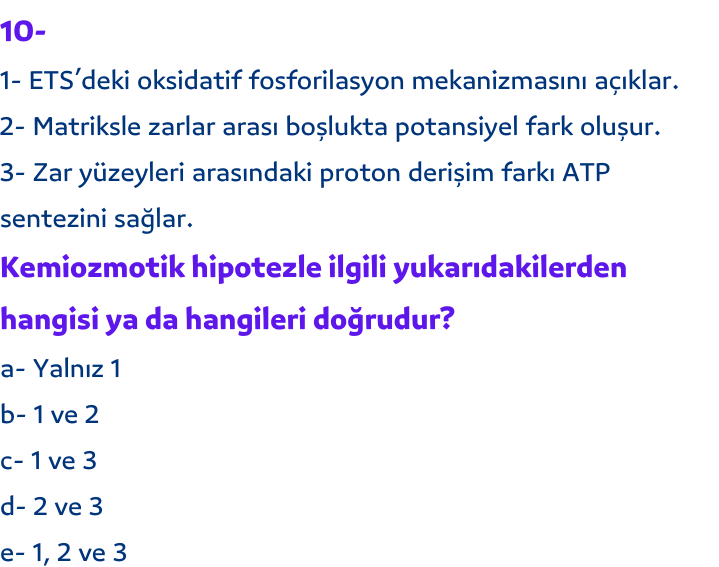 10-
1- ETS’deki oksidatif fosforilasyon mekanizmasını açıklar.
2- Matriksle zarlar arası boşlukta potansiyel fark oluşur.
3- Zar yüzeyleri arasındaki proton derişim farkı ATP
sentezini sağlar.
Kemiozmotik hipotezle ilgili yukarıdakilerden
hangisi ya da hangileri doğrudur?
a- Yalnız 1
b- 1 ve 2
c- 1 ve 3
d- 2 ve 3
e- 1, 2 ve 3